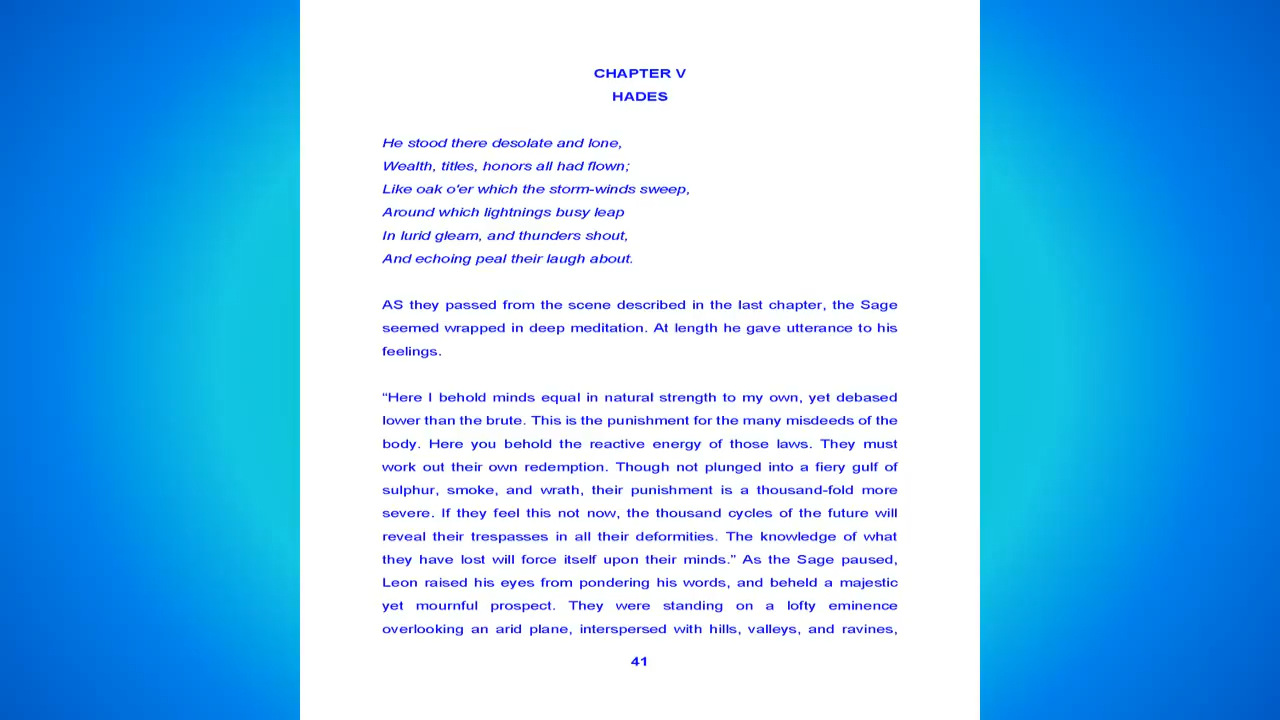 CHAPTER V
HADES
He stood there desolate and lone,
Wealth, titles, honors all had flown;
Like oak o'er which the storm-winds sweep,
Around which lightnings busy leap
In lurid gleam, and thunders shout,
And echoing peal their laugh about.
AS they passed from the scene described in the last chapter, the Sage
seemed wrapped in deep meditation. At length he gave utterance to his
feelings.
“Here I behold minds equal in natural strength to my own, yet debased
lower than the brute. This is the punishment for the many misdeeds of the
body. Here you behold the reactive energy of those laws. They must
work out their own redemption. Though not plunged into a fiery gulf of
sulphur, smoke, and wrath, their punishment is a thousand-fold more
severe. If they feel this not now, the thousand cycles of the future will
reveal their trespasses in all their deformities. The knowledge of what
they have lost will force itself upon their minds.” As the Sage paused,
Leon raised his eyes from pondering his words, and beheld a majestic
yet mournful prospect. They were standing on a lofty eminence
overlooking an arid plane, interspersed with hills, valleys, and ravines,
41